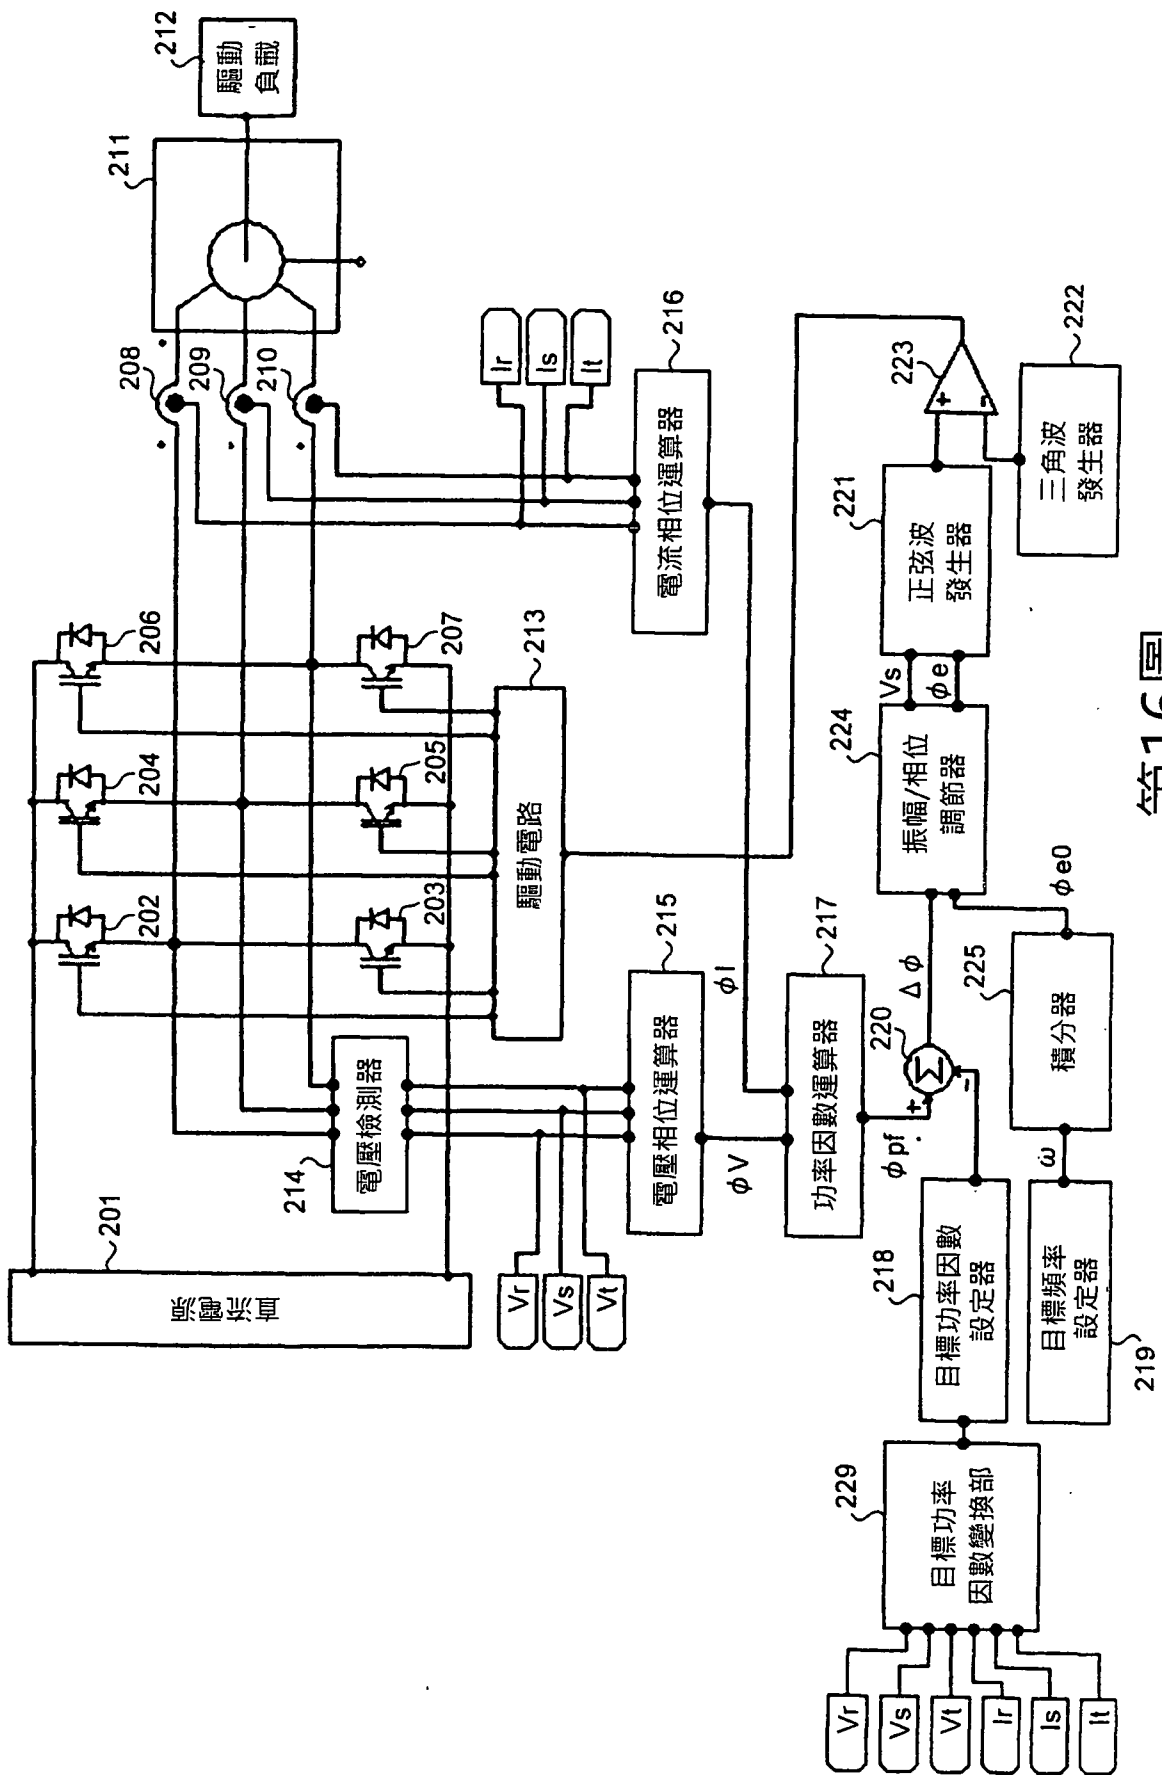 201
直流電源
202
203
204
205
206
207
208
209
210
211
212
驅動
負載
213
驅動電路
214
電壓檢測器
Vr
Vs
Vt
Ir
Is
It
215
電壓相位運算器
216
電流相位運算器
ϕV
ϕI
217
功率因數運算器
ϕpf
+
-
Σ
220
Δϕ
218
目標功率因數
設定器
219
目標頻率
設定器
ω
225
積分器
ϕe0
224
振幅/相位
調節器
Vs
ϕe
221
正弦波
發生器
222
三角波
發生器
223
+
-
229
目標功率
因數變換部
Vr
Vs
Vt
Ir
Is
It
第16圖